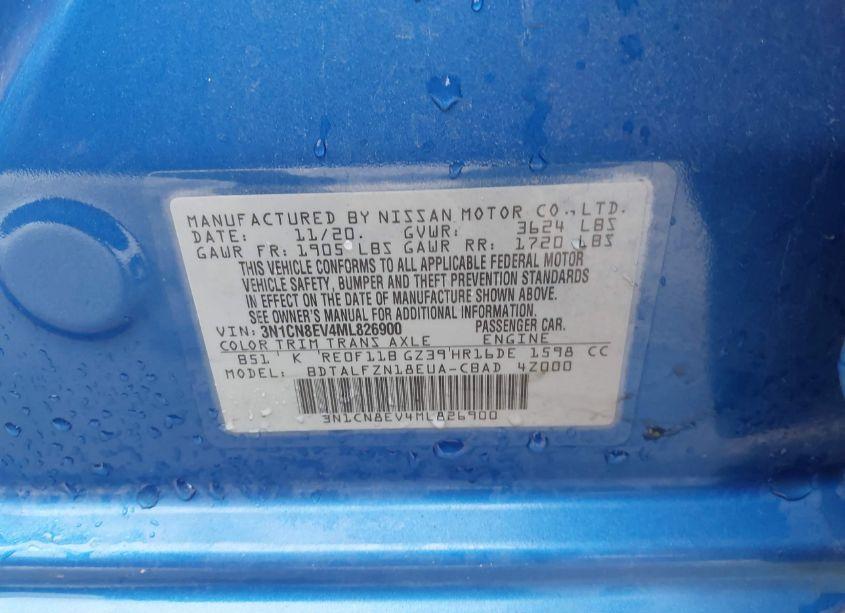 MANUFACTURED BY NISSAN MOTOR CO., LTD.
DATE: 11/20. GVWR: 3624 LBS
GAWR FR: 1905 LBS GAWR RR: 1720 LBS
THIS VEHICLE CONFORMS TO ALL APPLICABLE FEDERAL MOTOR
VEHICLE SAFETY, BUMPER AND THEFT PREVENTION STANDARDS
IN EFFECT ON THE DATE OF MANUFACTURE SHOWN ABOVE.
SEE OWNER'S MANUAL FOR ADDITIONAL INFORMATION.
VIN: 3N1CN8EV4ML826900 PASSENGER CAR.
COLOR TRIM TRANS AXLE ENGINE
B51 K RE0F11B GZ39 HR16DE 1598 CC
MODEL: BDTALFZN18EUA-CBAD 4Z000
3N1CN8EV4ML826900